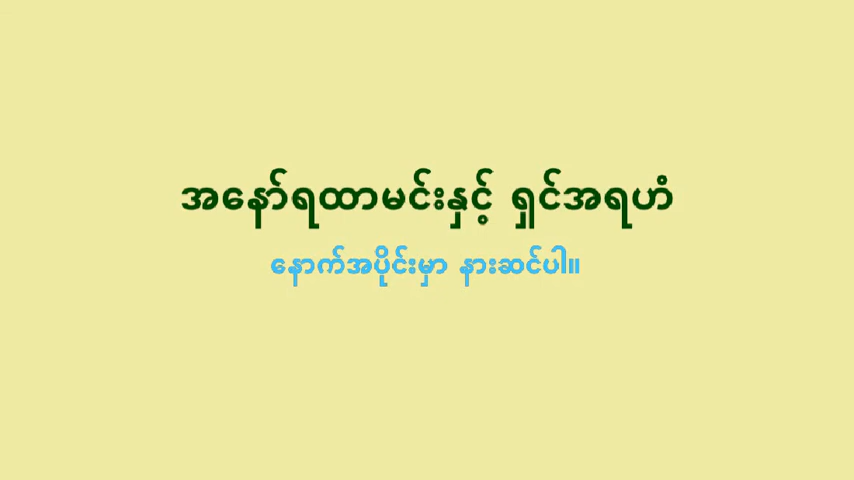 အနော်ရထာမင်းနှင့် ရှင်အရဟံ
နောက်အပိုင်းမှာ နားဆင်ပါ။